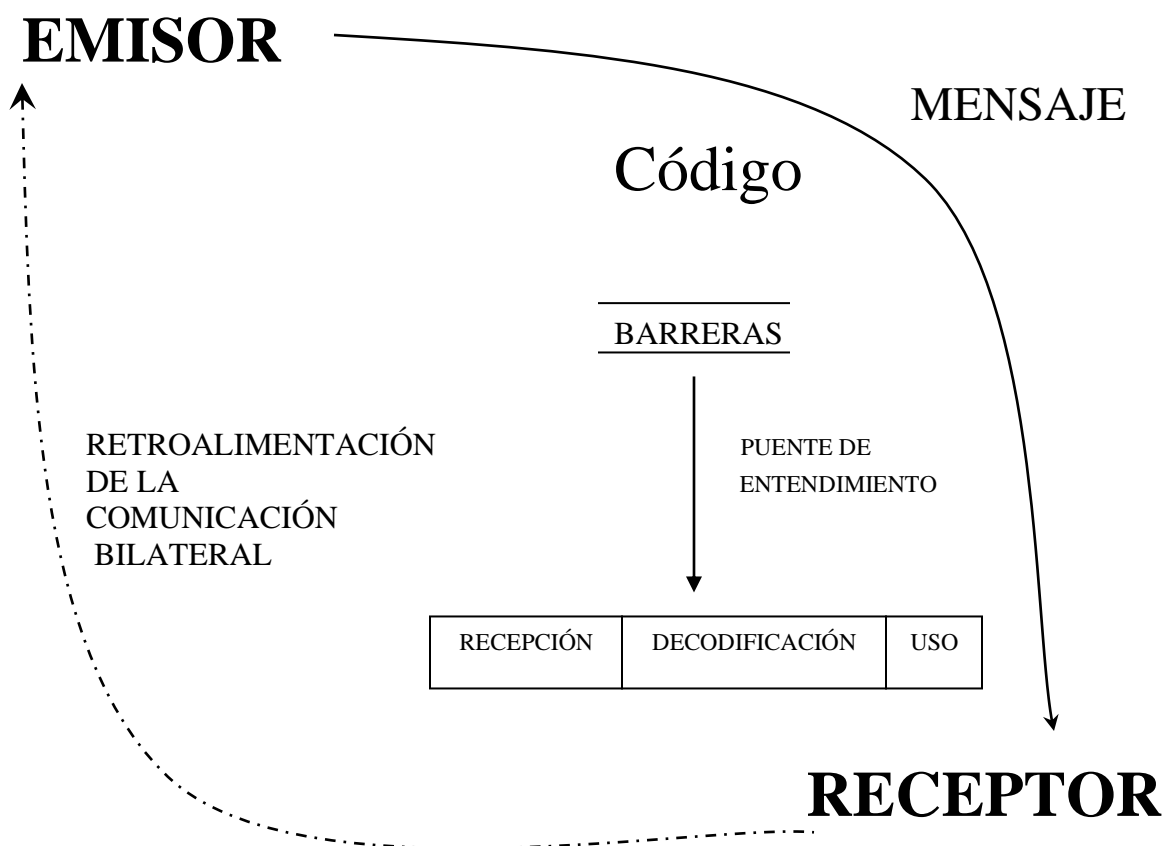 EMISOR
MENSAJE
Código
BARRERAS
RETROALIMENTACIÓN
DE LA
COMUNICACIÓN
BILATERAL
PUENTE DE
ENTENDIMIENTO
RECEPCIÓN DECODIFICACIÓN USO
RECEPTOR